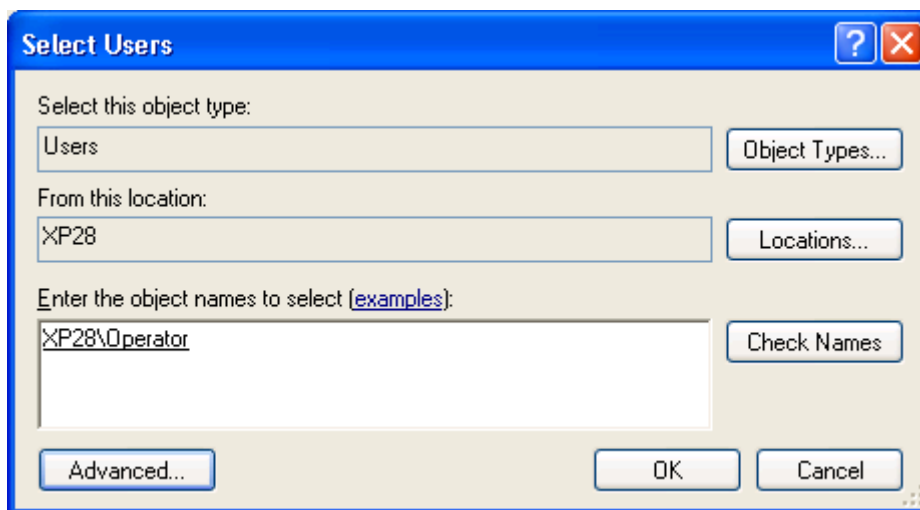 Select Users
Select this object type:
Users
Object Types...
From this location:
XP28
Locations...
Enter the object names to select (examples):
XP28\Operator
Check Names
Advanced...
OK
Cancel